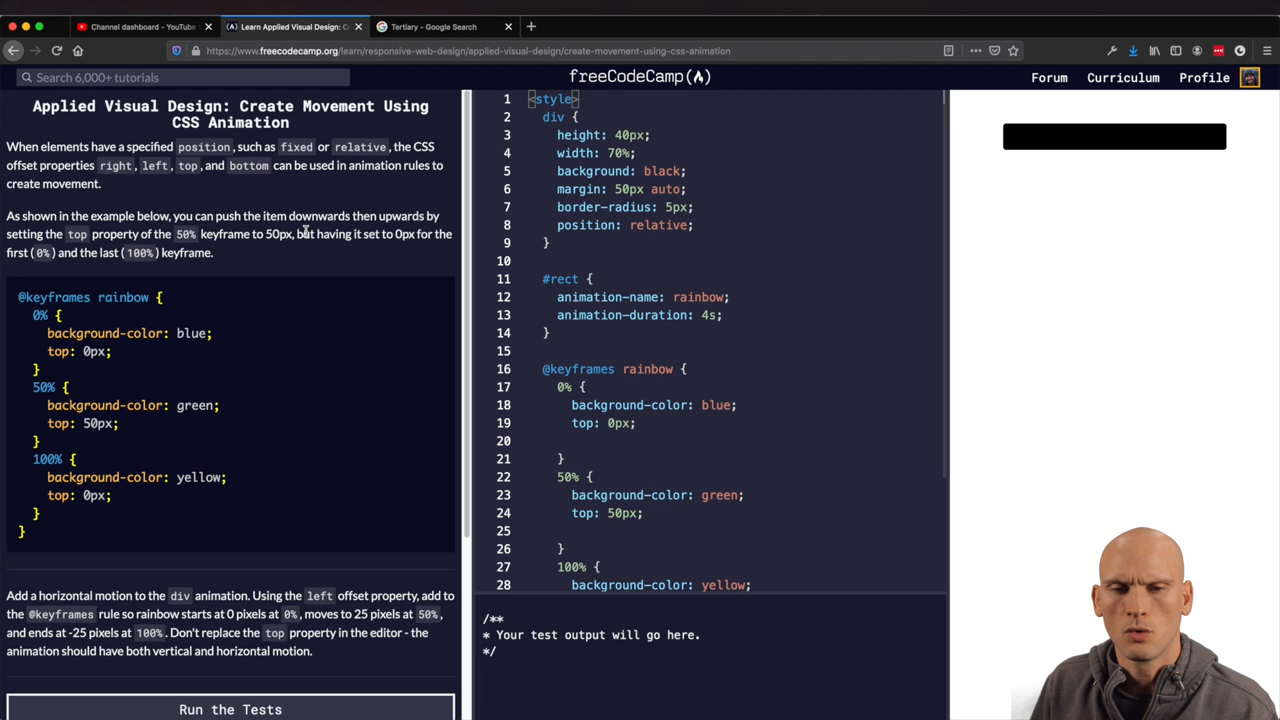 Channel dashboard - YouTube
Learn Applied Visual Design: C
Tertiary - Google Search
https://www.freecodecamp.org/learn/responsive-web-design/applied-visual-design/create-movement-using-css-animation
Search 6,000+ tutorials
freeCodeCamp
Forum
Curriculum
Profile
Applied Visual Design: Create Movement Using
CSS Animation
When elements have a specified position, such as fixed or relative, the CSS
offset properties right, left, top, and bottom can be used in animation rules to
create movement.
As shown in the example below, you can push the item downwards then upwards by
setting the top property of the 50% keyframe to 50px, but having it set to 0px for the
first (0%) and the last (100%) keyframe.
@keyframes rainbow {
0% {
background-color: blue;
top: 0px;
}
50% {
background-color: green;
top: 50px;
}
100% {
background-color: yellow;
top: 0px;
}
}
Add a horizontal motion to the div animation. Using the left offset property, add to
the @keyframes rule so rainbow starts at 0 pixels at 0%, moves to 25 pixels at 50%,
and ends at -25 pixels at 100%. Don't replace the top property in the editor - the
animation should have both vertical and horizontal motion.
Run the Tests
1 <style>
2 div {
3 height: 40px;
4 width: 70%;
5 background: black;
6 margin: 50px auto;
7 border-radius: 5px;
8 position: relative;
9 }
10
11 #rect {
12 animation-name: rainbow;
13 animation-duration: 4s;
14 }
15
16 @keyframes rainbow {
17 0% {
18 background-color: blue;
19 top: 0px;
20
21 }
22 50% {
23 background-color: green;
24 top: 50px;
25
26 }
27 100% {
28 background-color: yellow;
/**
* Your test output will go here.
*/